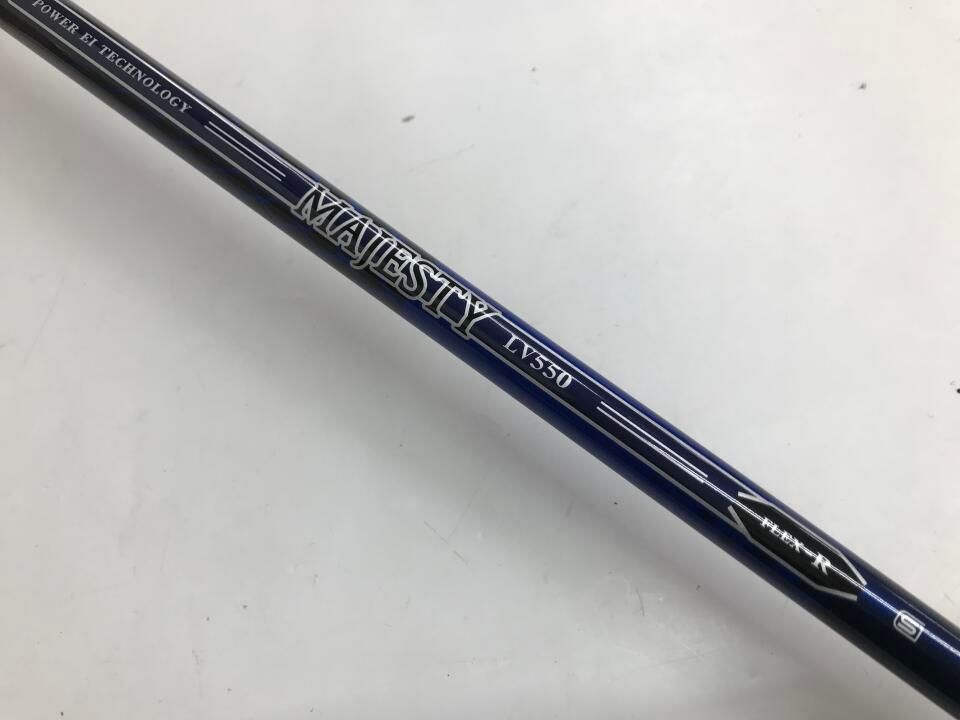 POWER EI TECHNOLOGY
MAJESTY LV550
FLEX-R
S